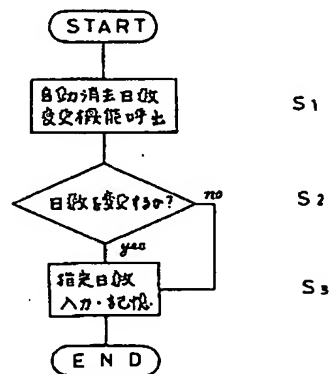 START
自動消去日数
変更機能呼出
S1
日数を変更するか?
no
S2
yes
指定日数
入力・記憶
S3
END